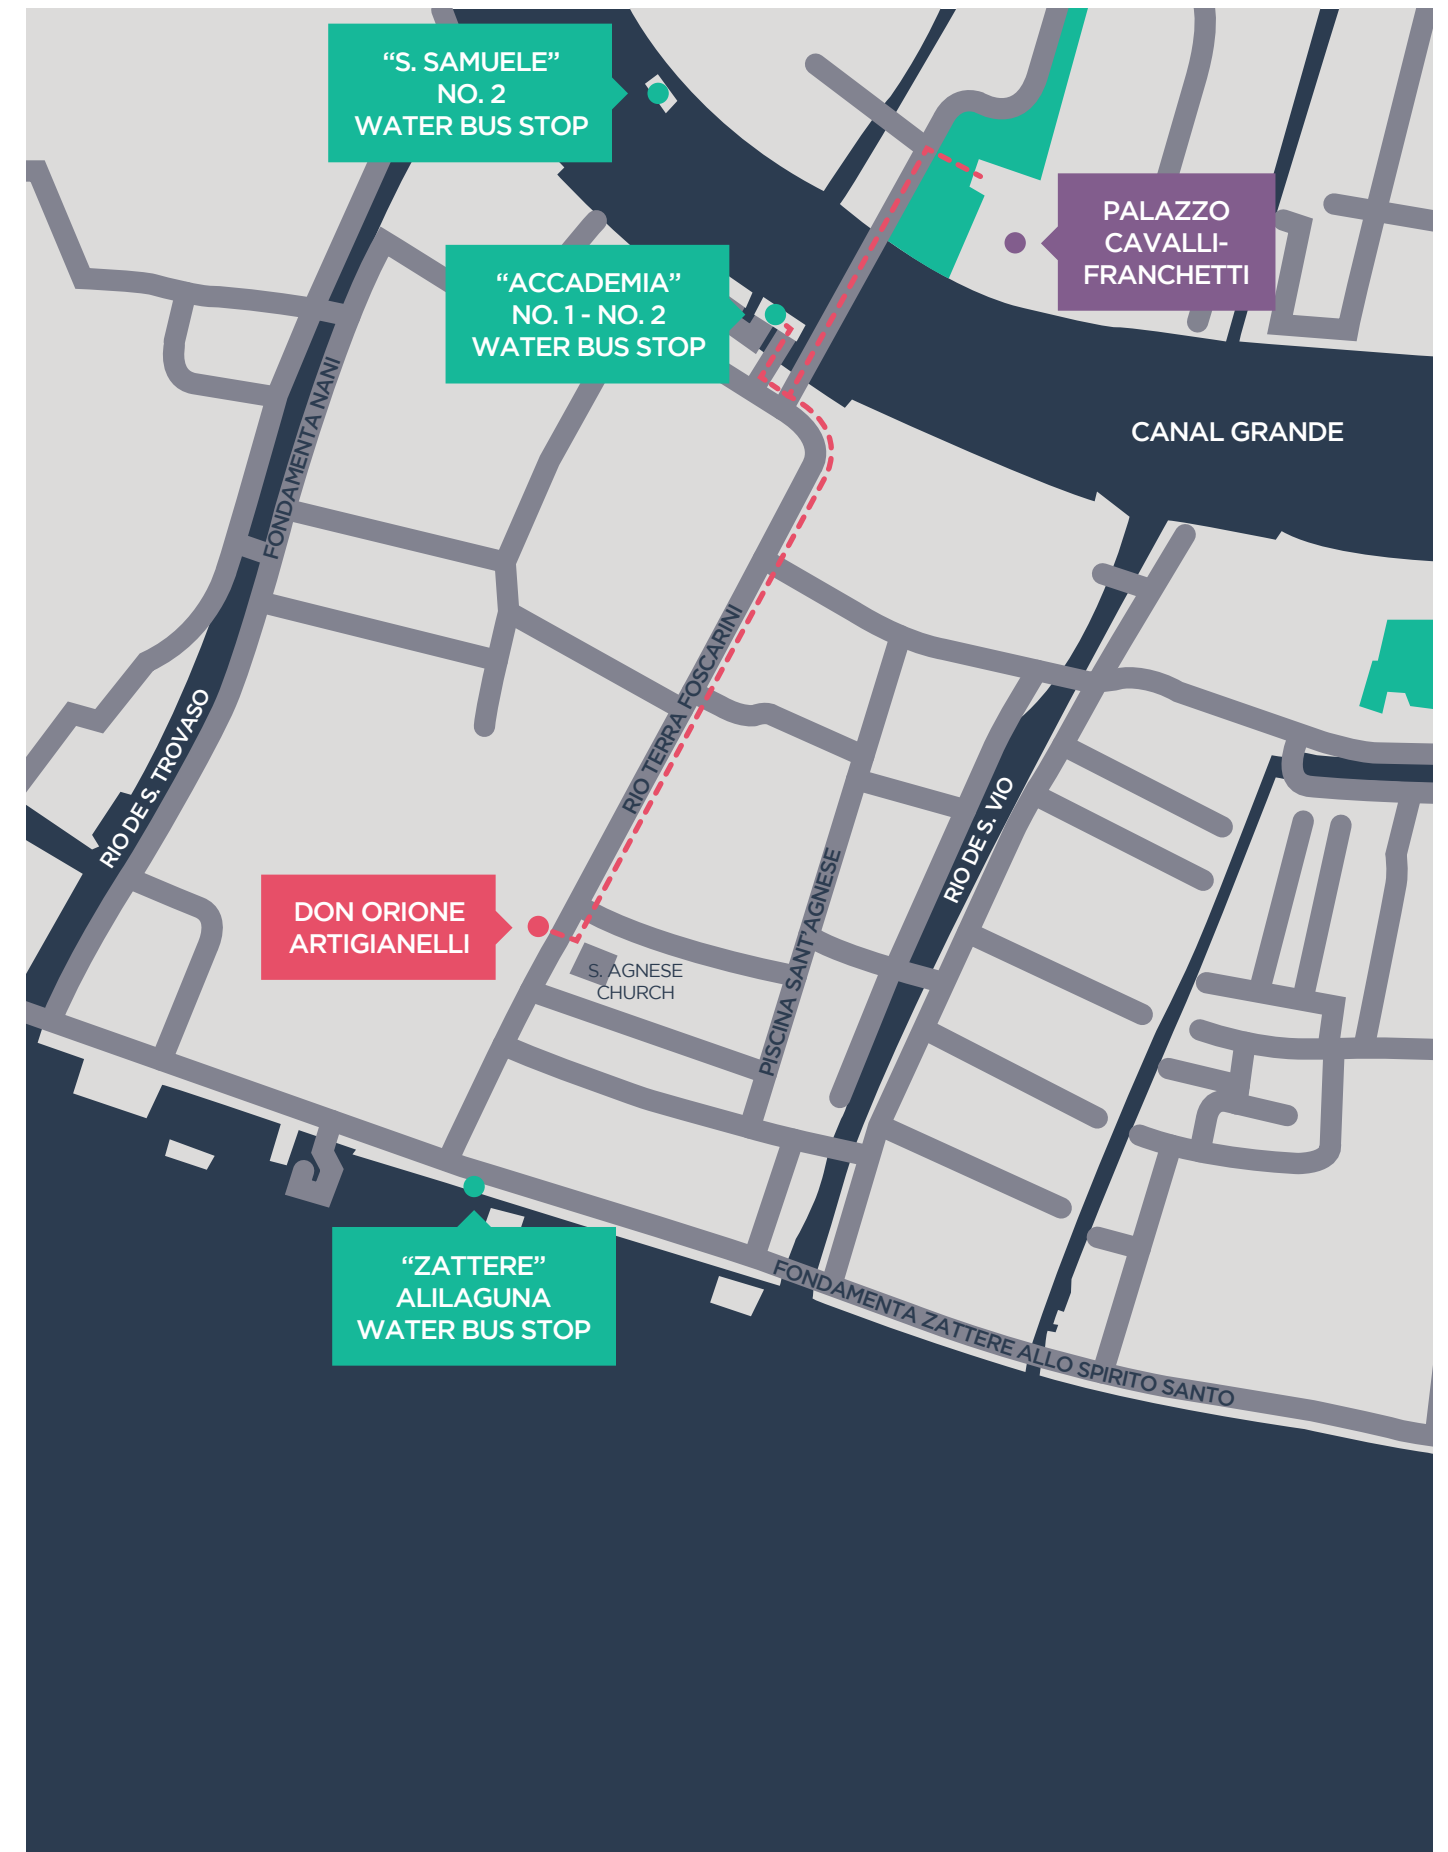 “S. SAMUELE”
NO. 2
WATER BUS STOP
PALAZZO
CAVALLI-
FRANCHETTI
“ACCADEMIA”
NO. 1 - NO. 2
WATER BUS STOP
CANAL GRANDE
FONDAMENTA NANI
RIO TERRA FOSCARINI
RIO DE S. TROVASO
RIO DE S. VIO
PISCINA SANT’AGNESE
DON ORIONE
ARTIGIANELLI
S. AGNESE
CHURCH
“ZATTERE”
ALILAGUNA
WATER BUS STOP
FONDAMENTA ZATTERE ALLO SPIRITO SANTO